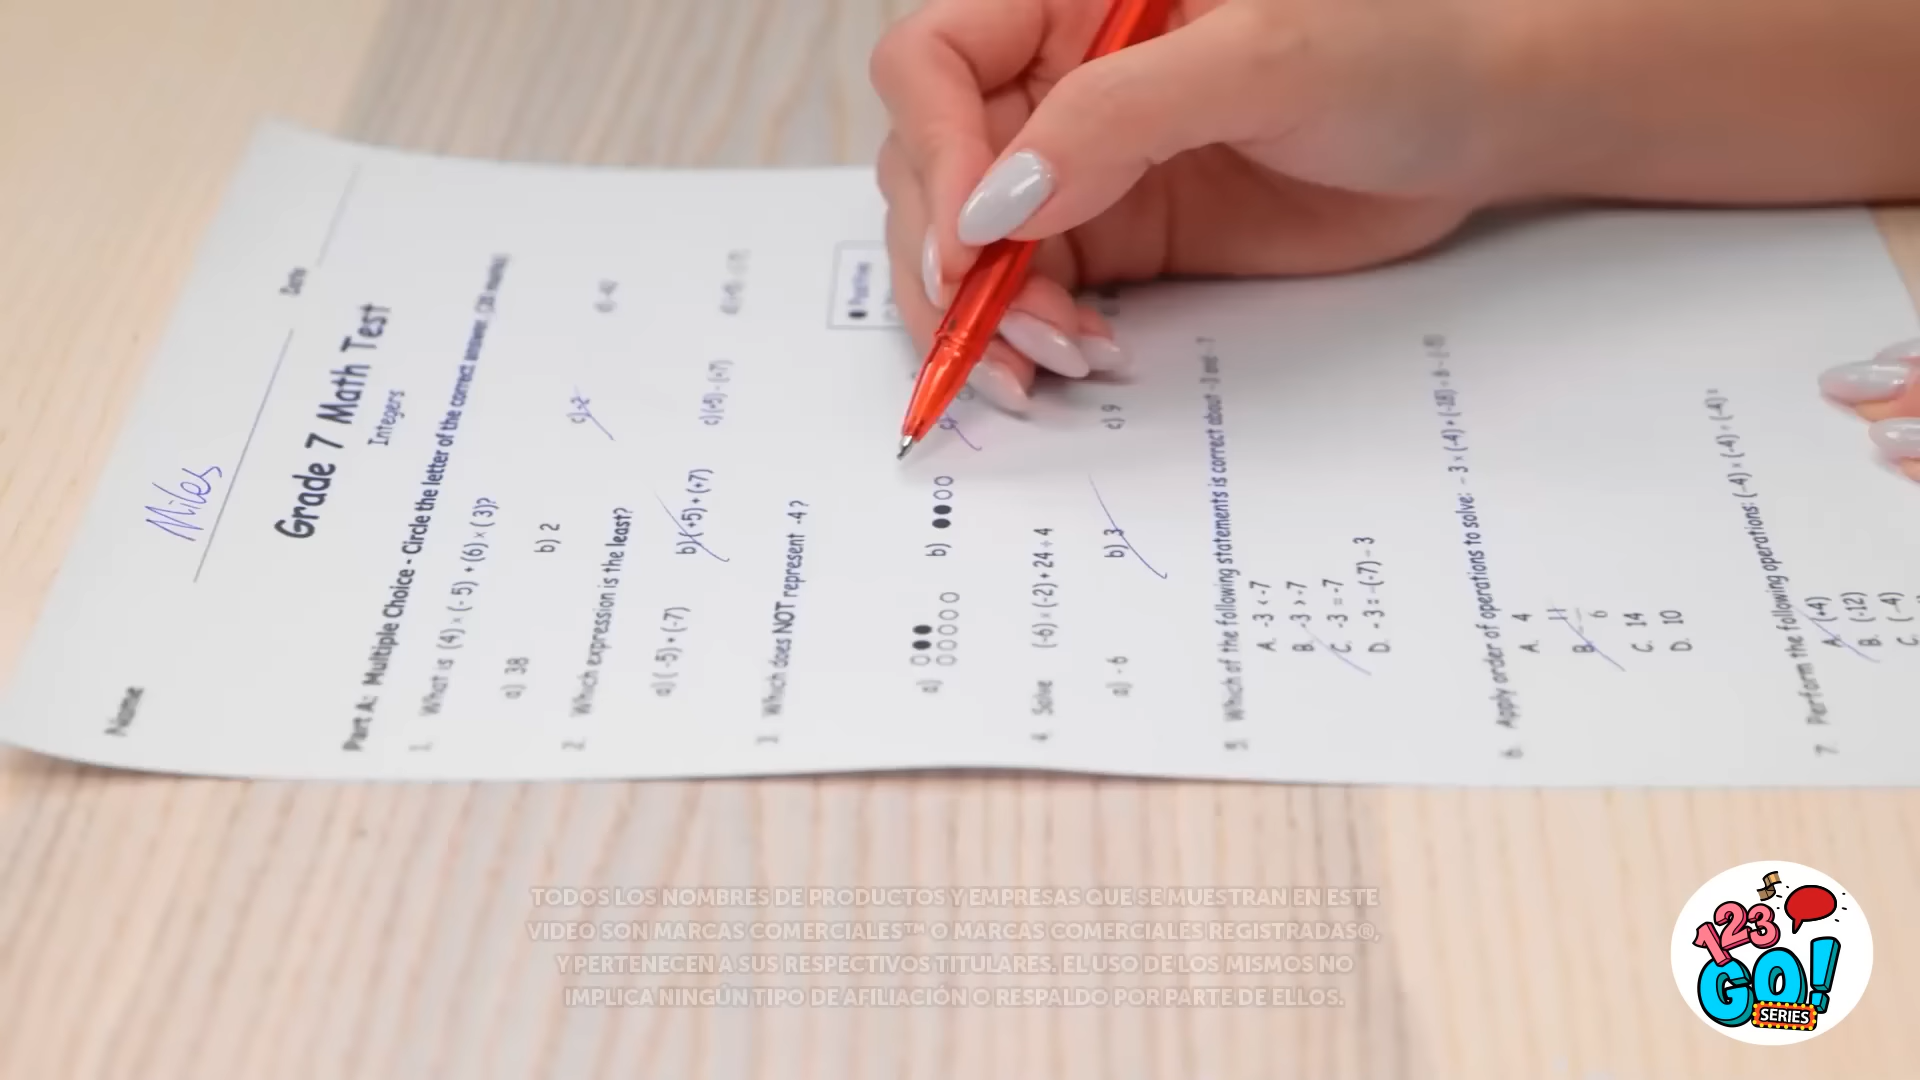 Miles
Name
Date
Grade 7 Math Test
Integers
Part A: Multiple Choice - Circle the letter of the correct answer. (20 marks)
1. What is (4) × (- 5) + (6) × ( 3)?
a) 38 b) 2 c) -2 d) -42
2. Which expression is the least?
a) ( -5) + (-7) b) ( +5) + (+7) c) (+5) - (+7)
3. Which does NOT represent -4 ?
Positive
a) b) c)
4. Solve (-6) × (-2) + 24 ÷ 4
a) - 6 b) 3 c) 9
5. Which of the following statements is correct about -3 and - 7
A. -3 < -7
B. -3 > -7
C. -3 = -7
D. - 3 = -(-7) - 3
6. Apply order of operations to solve:
A. 4
B. 6
C. 14
D. 10
7. Perform the following operations:
A. (+4)
B. (-12)
C. (-4)
TODOS LOS NOMBRES DE PRODUCTOS Y EMPRESAS QUE SE MUESTRAN EN ESTE
VIDEO SON MARCAS COMERCIALES™ O MARCAS COMERCIALES REGISTRADAS®,
Y PERTENECEN A SUS RESPECTIVOS TITULARES. EL USO DE LOS MISMOS NO
IMPLICA NINGÚN TIPO DE AFILIACIÓN O RESPALDO POR PARTE DE ELLOS.
123
GO!
SERIES